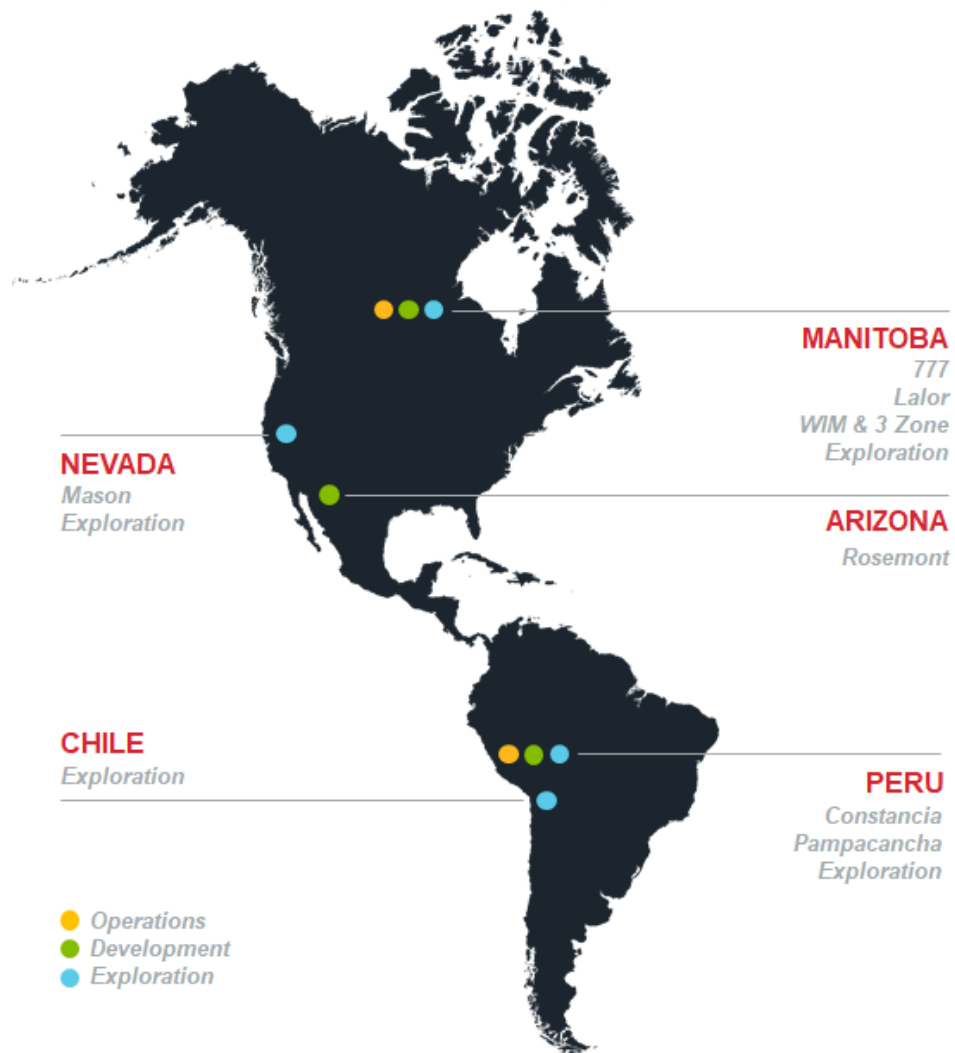 MANITOBA
777
Lalor
WIM & 3 Zone
Exploration
NEVADA
Mason
Exploration
ARIZONA
Rosemont
CHILE
Exploration
PERU
Constancia
Pampacancha
Exploration
Operations
Development
Exploration